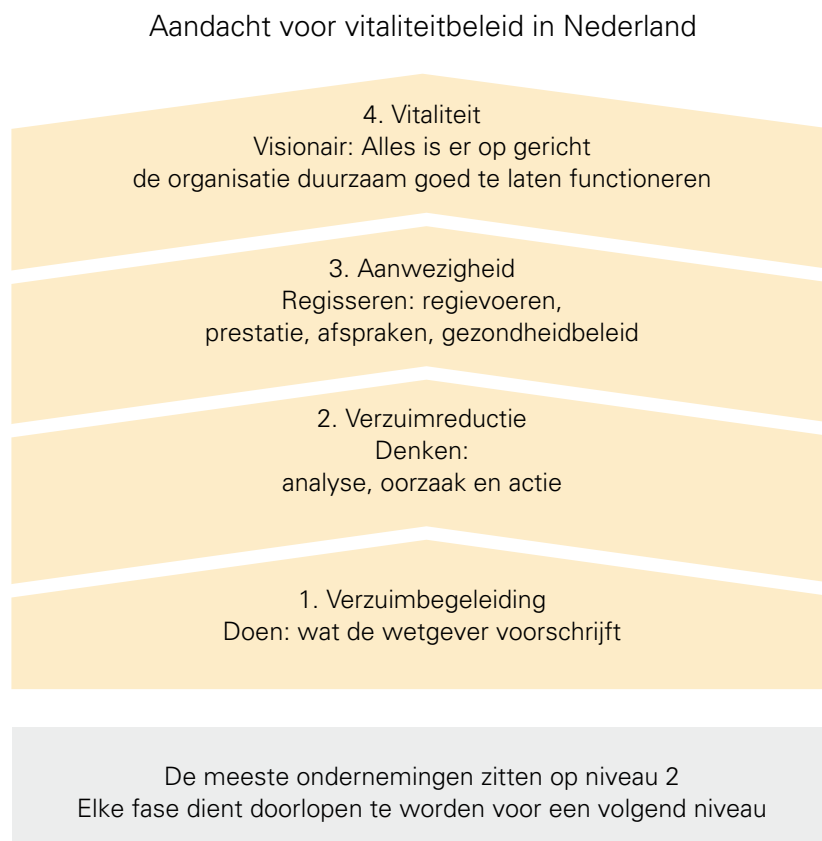 Aandacht voor vitaliteitbeleid in Nederland
4. Vitaliteit
Visionair: Alles is er op gericht
de organisatie duurzaam goed te laten functioneren
3. Aanwezigheid
Regisseren: regievoeren,
prestatie, afspraken, gezondheidbeleid
2. Verzuimreductie
Denken:
analyse, oorzaak en actie
1. Verzuimbegeleiding
Doen: wat de wetgever voorschrijft
De meeste ondernemingen zitten op niveau 2
Elke fase dient doorlopen te worden voor een volgend niveau